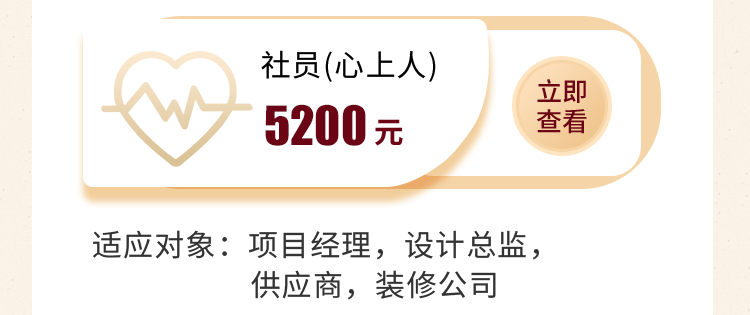 社员(心上人)
5200 元
立即
查看
适应对象：项目经理，设计总监，
供应商，装修公司